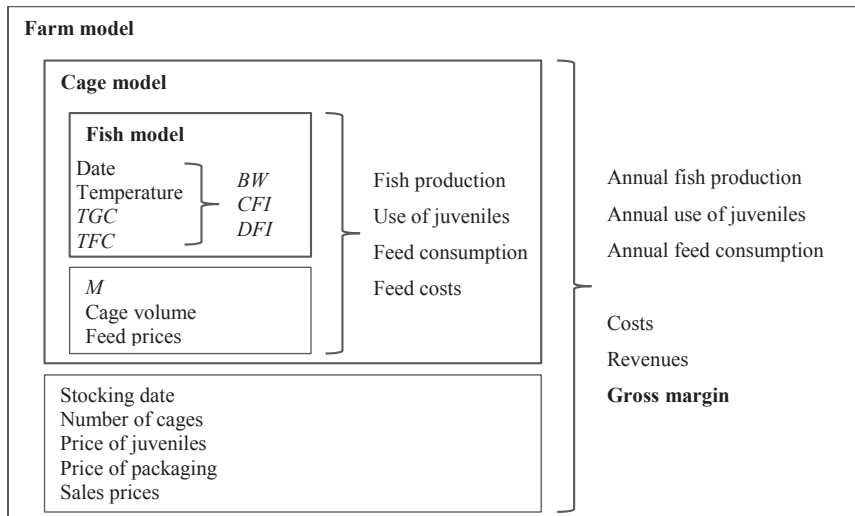 Farm model
Cage model
Fish model
Date
Temperature
TGC
TFC
BW
CFI
DFI
M
Cage volume
Feed prices
Fish production
Use of juveniles
Feed consumption
Feed costs
Stocking date
Number of cages
Price of juveniles
Price of packaging
Sales prices
Annual fish production
Annual use of juveniles
Annual feed consumption
Costs
Revenues
Gross margin